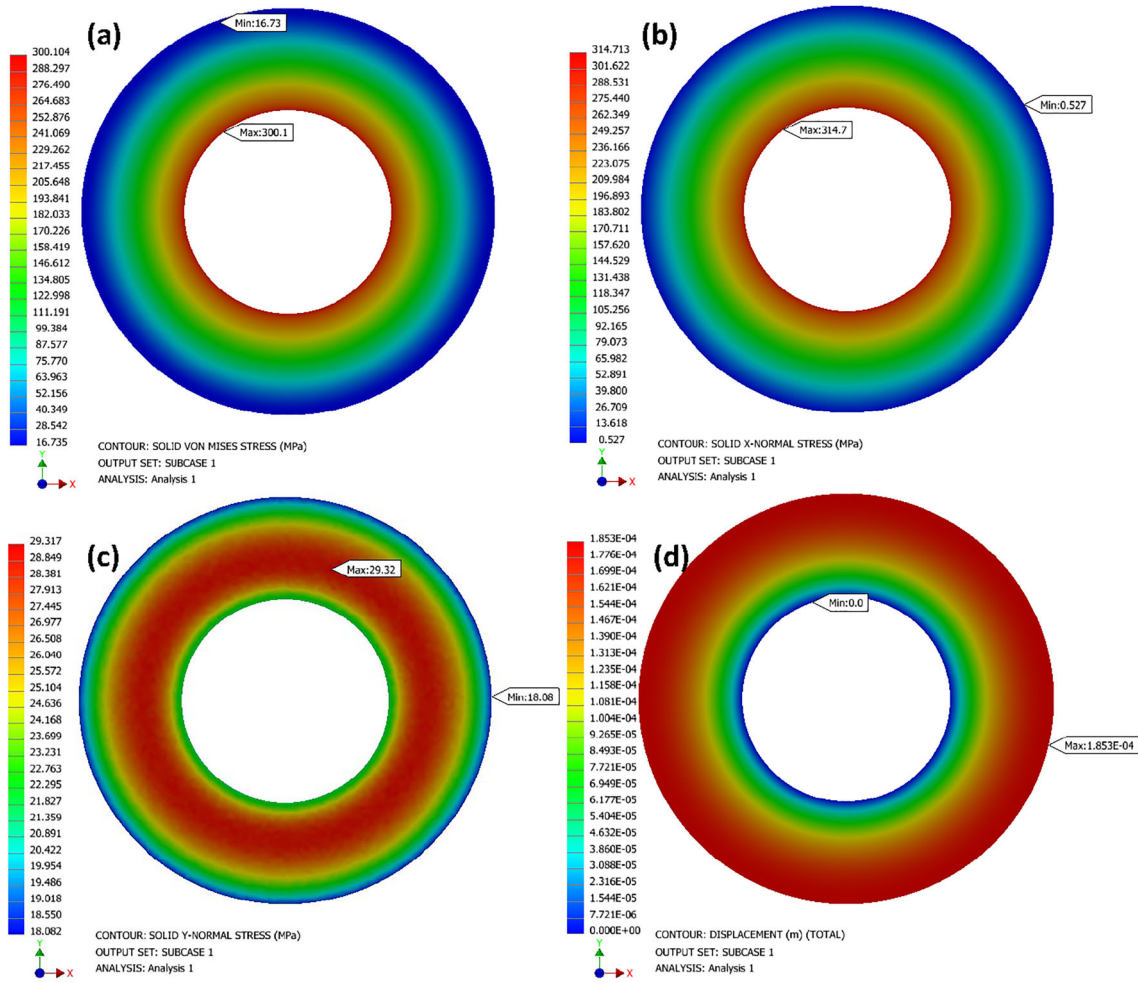 (a)
Min:16.73
Max:300.1
300.104
288.297
276.490
264.683
252.876
241.069
229.262
217.455
205.648
193.841
182.033
170.226
158.419
146.612
134.805
122.998
111.191
99.384
87.577
75.770
63.963
52.156
40.349
28.542
16.735
CONTOUR: SOLID VON MISES STRESS (MPa)
OUTPUT SET: SUBCASE 1
ANALYSIS: Analysis 1
Y
X
(b)
Min:0.527
Max:314.7
314.713
301.622
288.531
275.440
262.349
249.257
236.166
223.075
209.984
196.893
183.802
170.711
157.620
144.529
131.438
118.347
105.256
92.165
79.073
65.982
52.891
39.800
26.709
13.618
0.527
CONTOUR: SOLID X-NORMAL STRESS (MPa)
OUTPUT SET: SUBCASE 1
ANALYSIS: Analysis 1
Y
X
(c)
Max:29.32
Min:18.08
29.317
28.849
28.381
27.913
27.445
26.977
26.508
26.040
25.572
25.104
24.636
24.168
23.699
23.231
22.763
22.295
21.827
21.359
20.891
20.422
19.954
19.486
19.018
18.550
18.082
CONTOUR: SOLID Y-NORMAL STRESS (MPa)
OUTPUT SET: SUBCASE 1
ANALYSIS: Analysis 1
Y
X
(d)
Min:0.0
Max:1.853E-04
1.853E-04
1.776E-04
1.699E-04
1.621E-04
1.544E-04
1.467E-04
1.390E-04
1.312E-04
1.235E-04
1.158E-04
1.081E-04
1.004E-04
9.265E-05
8.493E-05
7.721E-05
6.949E-05
6.177E-05
5.404E-05
4.632E-05
3.860E-05
3.088E-05
2.316E-05
1.544E-05
7.721E-06
0.000E+00
CONTOUR: DISPLACEMENT (m) (TOTAL)
OUTPUT SET: SUBCASE 1
ANALYSIS: Analysis 1
Y
X